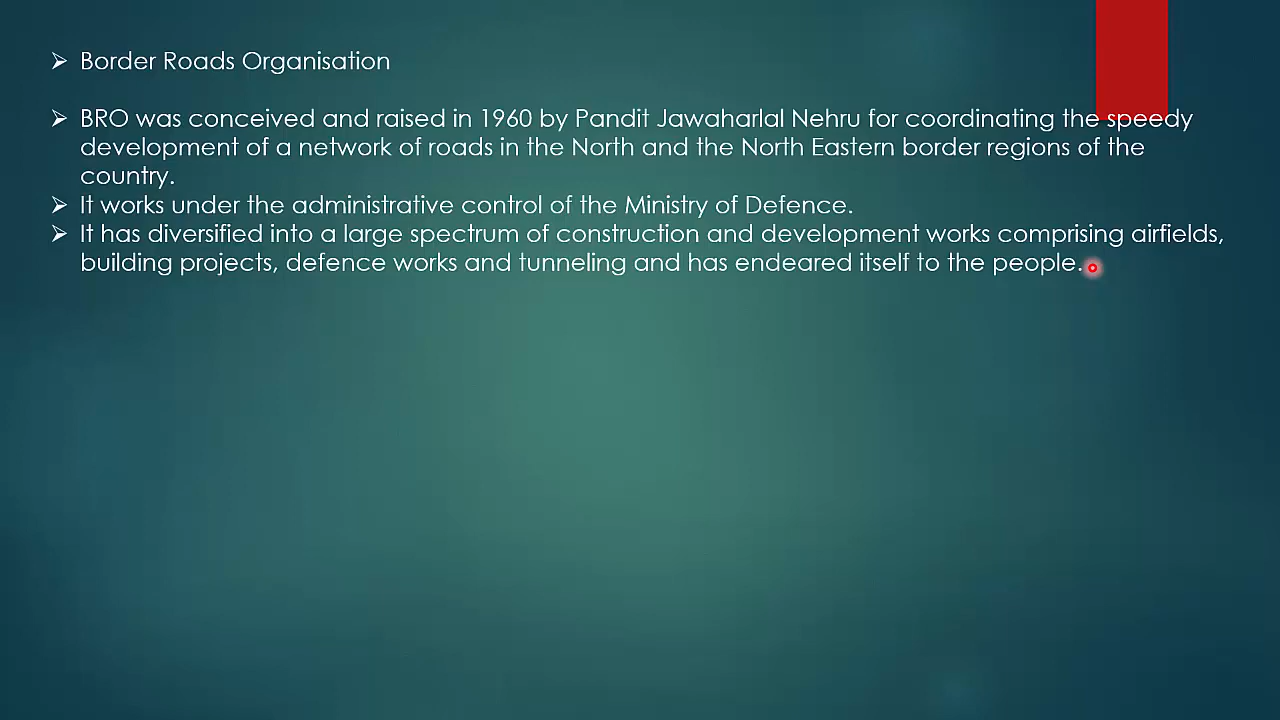 Border Roads Organisation
BRO was conceived and raised in 1960 by Pandit Jawaharlal Nehru for coordinating the speedy
development of a network of roads in the North and the North Eastern border regions of the
country.
It works under the administrative control of the Ministry of Defence.
It has diversified into a large spectrum of construction and development works comprising airfields,
building projects, defence works and tunneling and has endeared itself to the people.